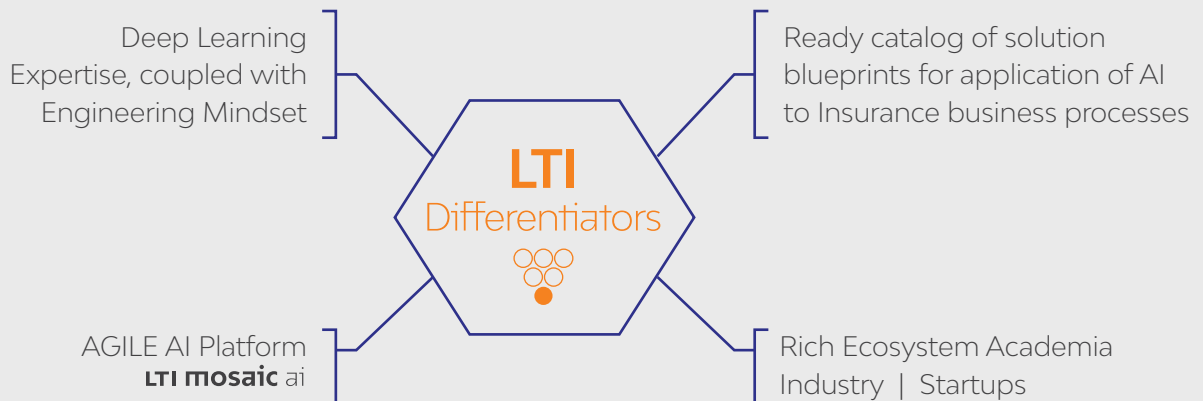 Deep Learning
Expertise, coupled with
Engineering Mindset
Ready catalog of solution
blueprints for application of AI
to Insurance business processes
LTI
Differentiators
AGILE AI Platform
LTI mosaic ai
Rich Ecosystem Academia
Industry | Startups